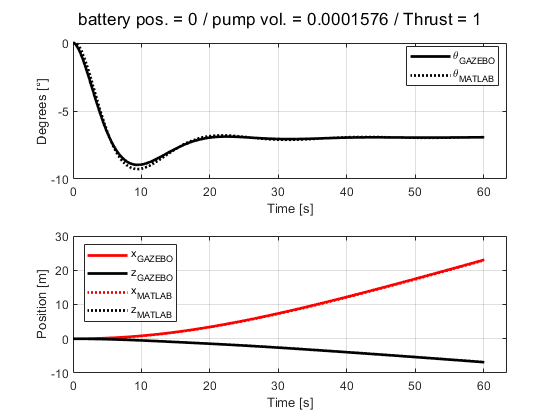 battery pos. = 0 / pump vol. = 0.0001576 / Thrust = 1
0
-5
-10
Degrees [°]
θGAZEBO
θMATLAB
0 10 20 30 40 50 60
Time [s]
30
20
10
0
-10
Position [m]
xGAZEBO
zGAZEBO
xMATLAB
zMATLAB
0 10 20 30 40 50 60
Time [s]